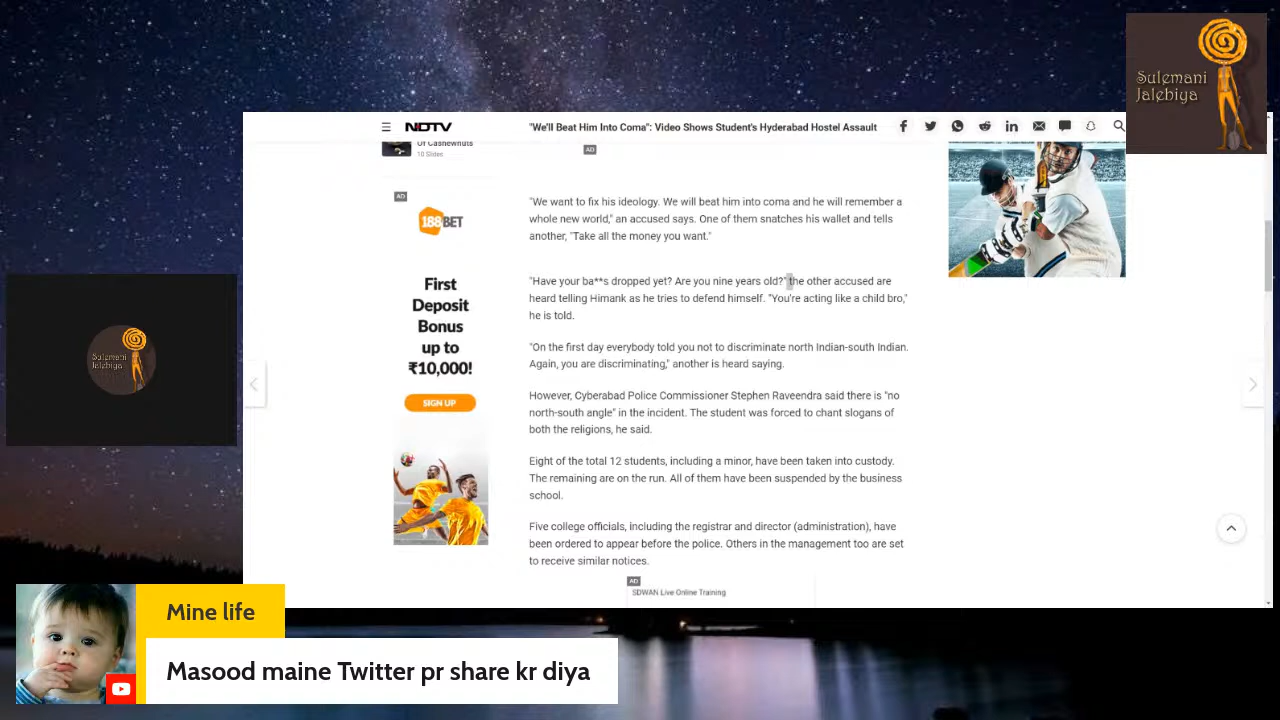 Sulemani
Jalebiya
NDTV
"We'll Beat Him Into Coma": Video Shows Student's Hyderabad Hostel Assault
Of Cashewnuts
10 Slides
AD
AD
188BET
First
Deposit
Bonus
up to
₹10,000!
SIGN UP
"We want to fix his ideology. We will beat him into coma and he will remember a
whole new world," an accused says. One of them snatches his wallet and tells
another, "Take all the money you want."
"Have your ba**s dropped yet? Are you nine years old?" the other accused are
heard telling Himank as he tries to defend himself. "You're acting like a child bro,"
he is told.
"On the first day everybody told you not to discriminate north Indian-south Indian.
Again, you are discriminating," another is heard saying.
However, Cyberabad Police Commissioner Stephen Raveendra said there is "no
north-south angle" in the incident. The student was forced to chant slogans of
both the religions, he said.
Eight of the total 12 students, including a minor, have been taken into custody.
The remaining are on the run. All of them have been suspended by the business
school.
Five college officials, including the registrar and director (administration), have
been ordered to appear before the police. Others in the management too are set
to receive similar notices.
AD
SDWAN Live Online Training
Sulemani
Jalebiya
Mine life
Masood maine Twitter pr share kr diya